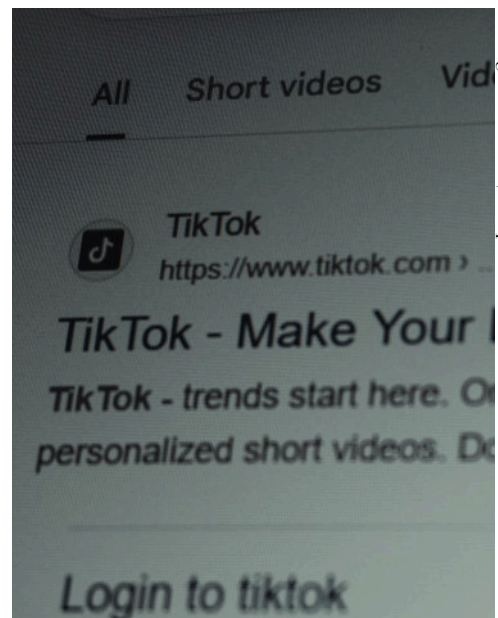 All Short videos
TikTok
https://www.tiktok.com › ...
TikTok - Make Your
TikTok - trends start here.
personalized short videos.
Login to tiktok